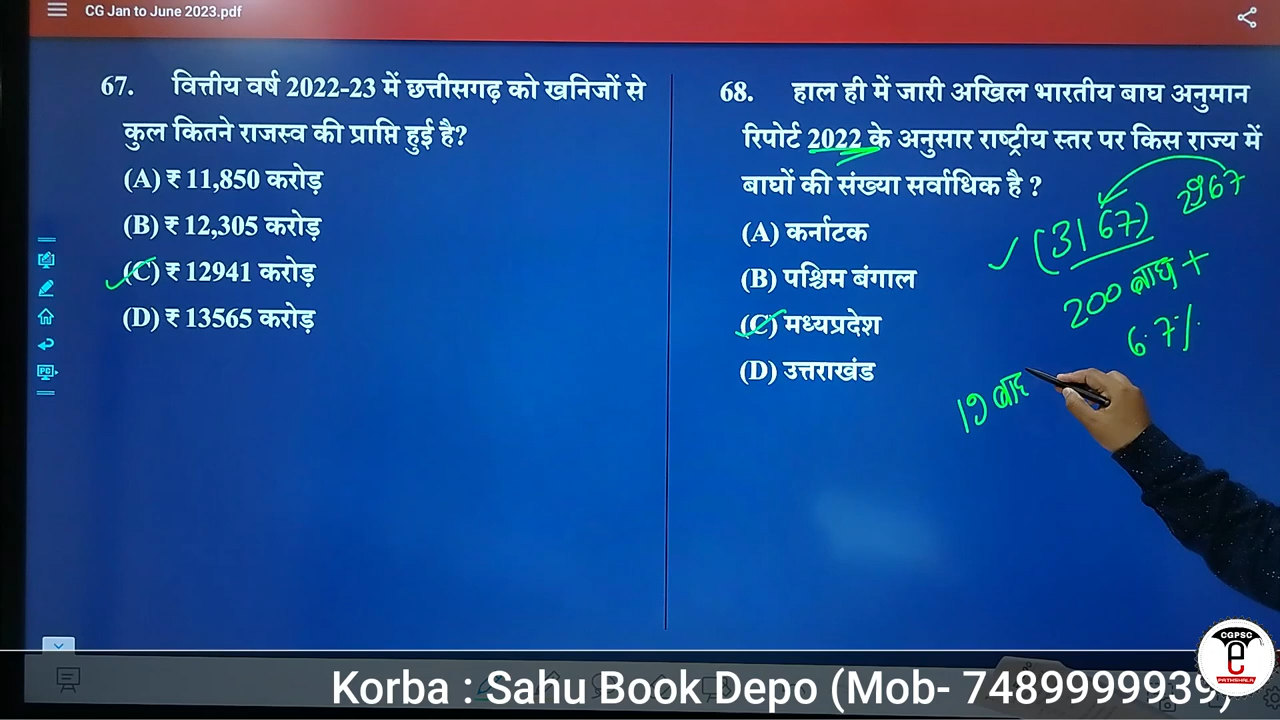 CG Jan to June 2023.pdf
67. वित्तीय वर्ष 2022-23 में छत्तीसगढ़ को खनिजों से
कुल कितने राजस्व की प्राप्ति हुई है?
(A) ₹ 11,850 करोड़
(B) ₹ 12,305 करोड़
(C) ₹ 12941 करोड़
(D) ₹ 13565 करोड़
68. हाल ही में जारी अखिल भारतीय बाघ अनुमान
रिपोर्ट 2022 के अनुसार राष्ट्रीय स्तर पर किस राज्य में
बाघों की संख्या सर्वाधिक है ?
(A) कर्नाटक
(B) पश्चिम बंगाल
(C) मध्यप्रदेश
(D) उत्तराखंड
(3167)
200 बाघ +
6.7%
Korba : Sahu Book Depo (Mob- 7489999939)
CGPSC
e
PATHSHALA